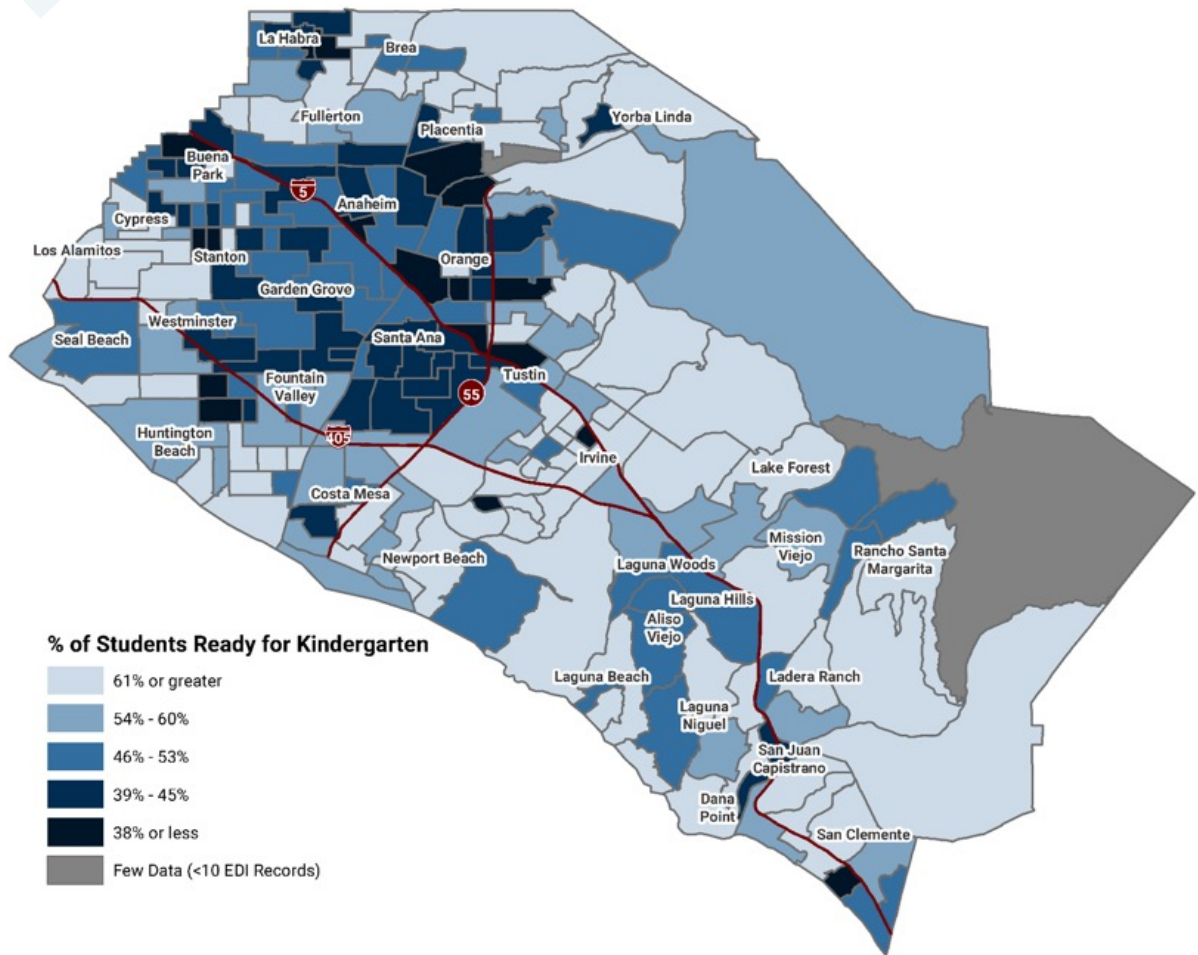 La Habra
Brea
Fullerton
Placentia
Yorba Linda
Buena
Park
5
Anaheim
Cypress
Los Alamitos
Stanton
Orange
Garden Grove
Westminster
Seal Beach
Santa Ana
Tustin
Fountain
Valley
55
Huntington
Beach
405
Irvine
Lake Forest
Costa Mesa
Mission
Viejo
Rancho Santa
Margarita
Newport Beach
Laguna Woods
Laguna Hills
Aliso
Viejo
Laguna Beach
Ladera Ranch
Laguna
Niguel
San Juan
Capistrano
Dana
Point
San Clemente
% of Students Ready for Kindergarten
61% or greater
54% - 60%
46% - 53%
39% - 45%
38% or less
Few Data (<10 EDI Records)